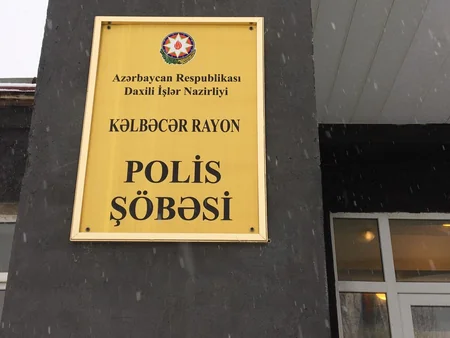 Azərbaycan Respublikası
Daxili İşlər Nazirliyi
KƏLBƏCƏR RAYON
POLİS
ŞÖBƏSİ